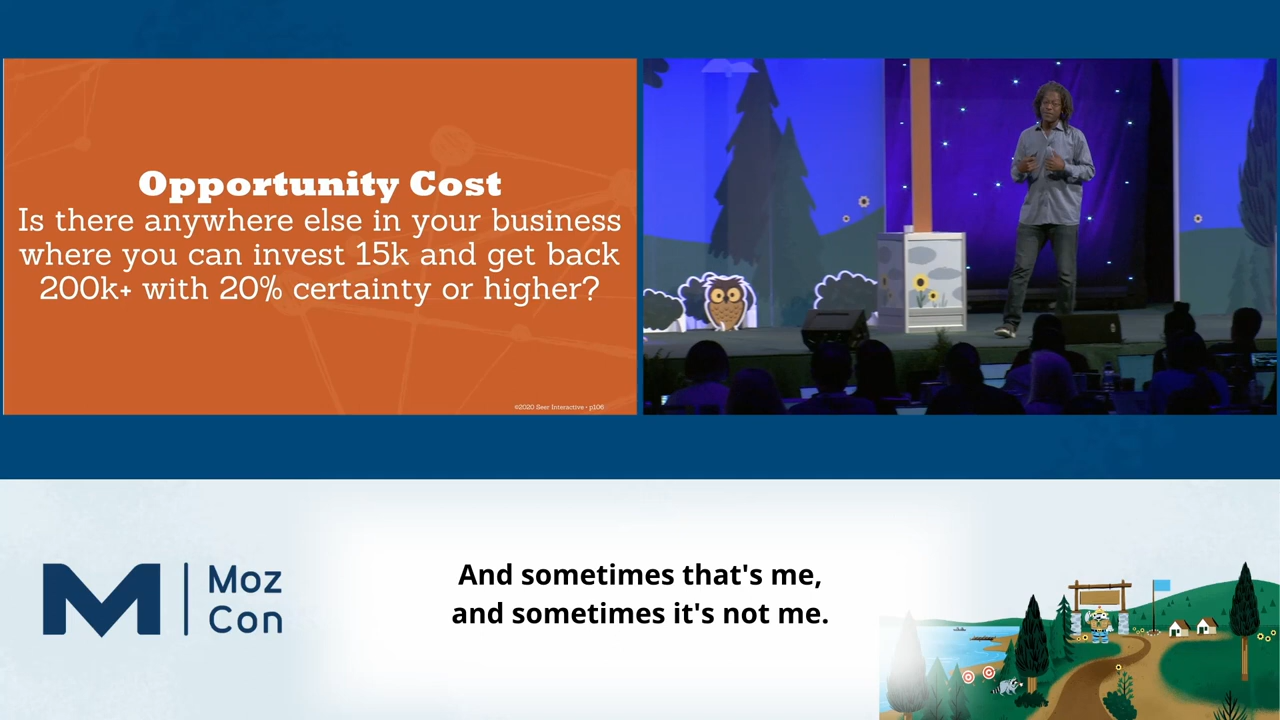 Opportunity Cost
Is there anywhere else in your business
where you can invest 15k and get back
200k+ with 20% certainty or higher?
©2020 Seer Interactive • p106
M | Moz
Con
And sometimes that's me,
and sometimes it's not me.